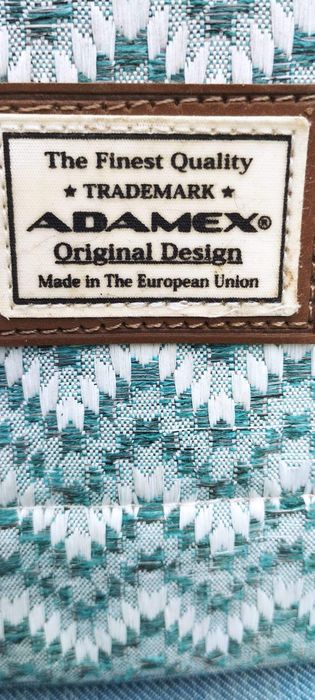 The Finest Quality
★ TRADEMARK ★
ADAMEX®
Original Design
Made in The European Union